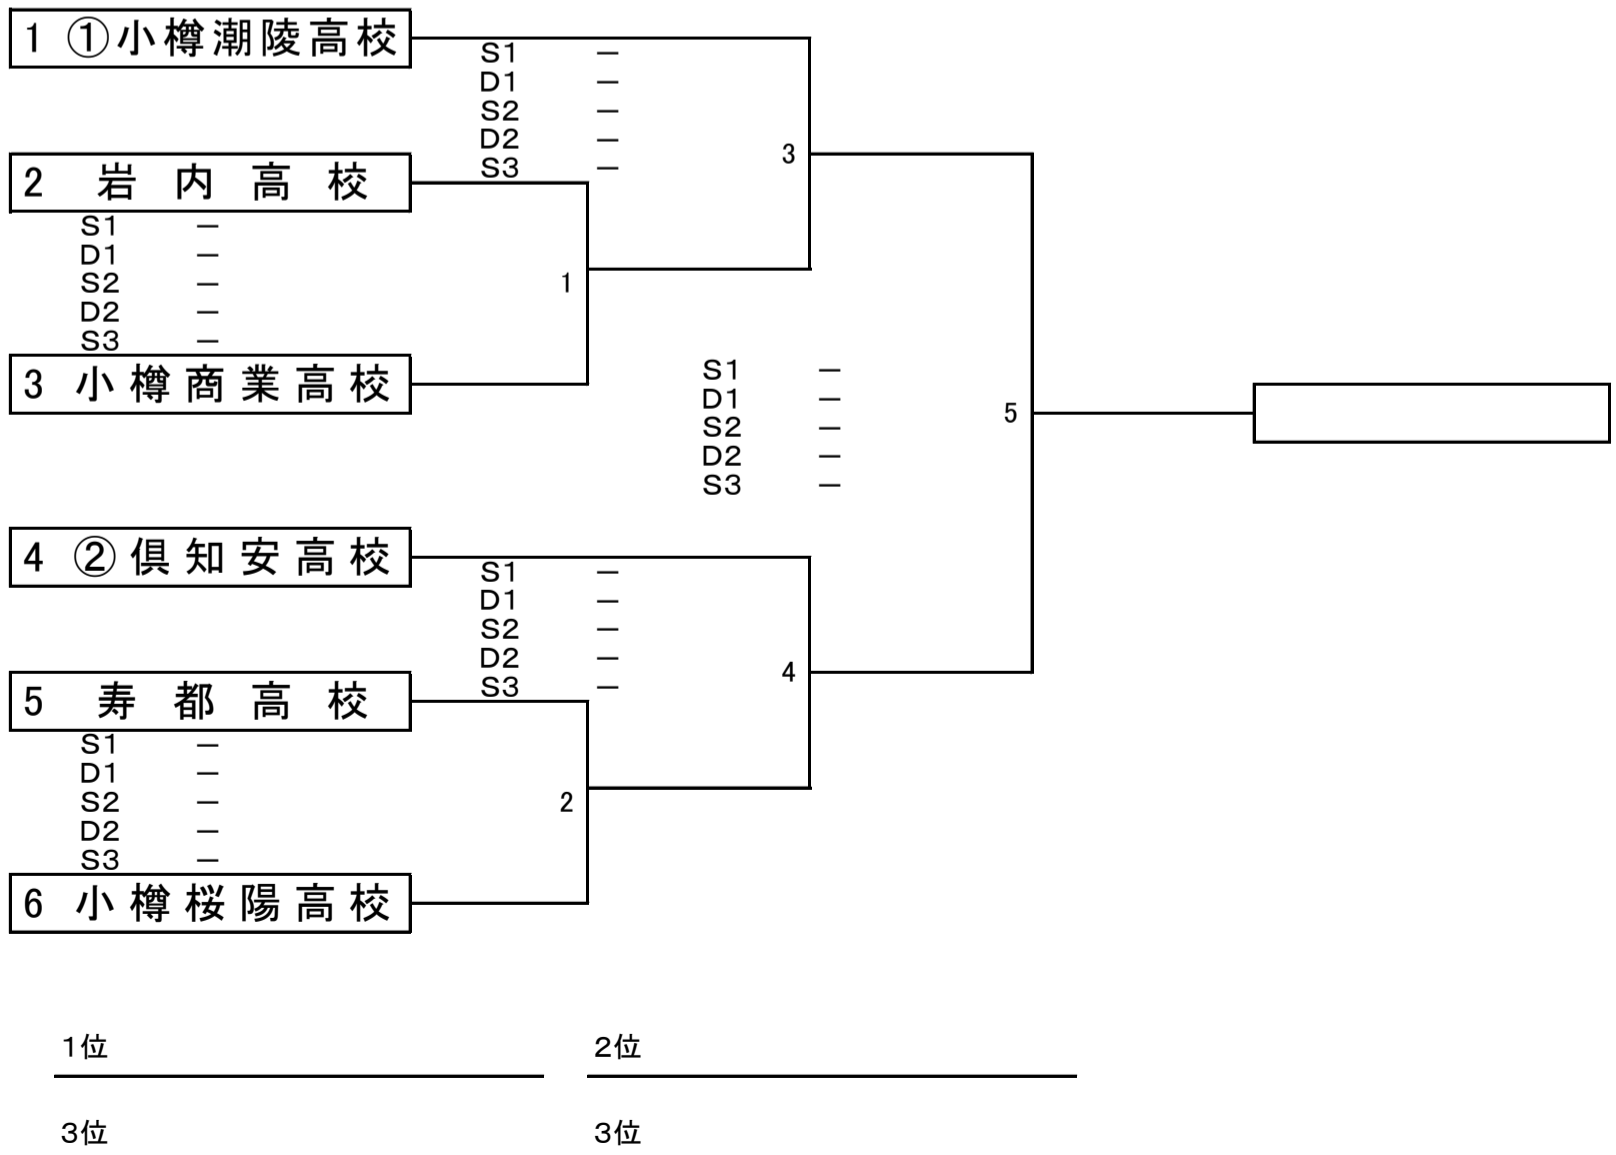 1 ①小樽潮陵高校
S1 －
D1 －
S2 －
D2 －
S3 －
3
2 岩内高校
S1 －
D1 －
S2 －
D2 －
S3 －
1
3 小樽商業高校
S1 －
D1 －
S2 －
D2 －
S3 －
5
4 ②倶知安高校
S1 －
D1 －
S2 －
D2 －
S3 －
4
5 寿都高校
S1 －
D1 －
S2 －
D2 －
S3 －
2
6 小樽桜陽高校
1位
2位
3位
3位